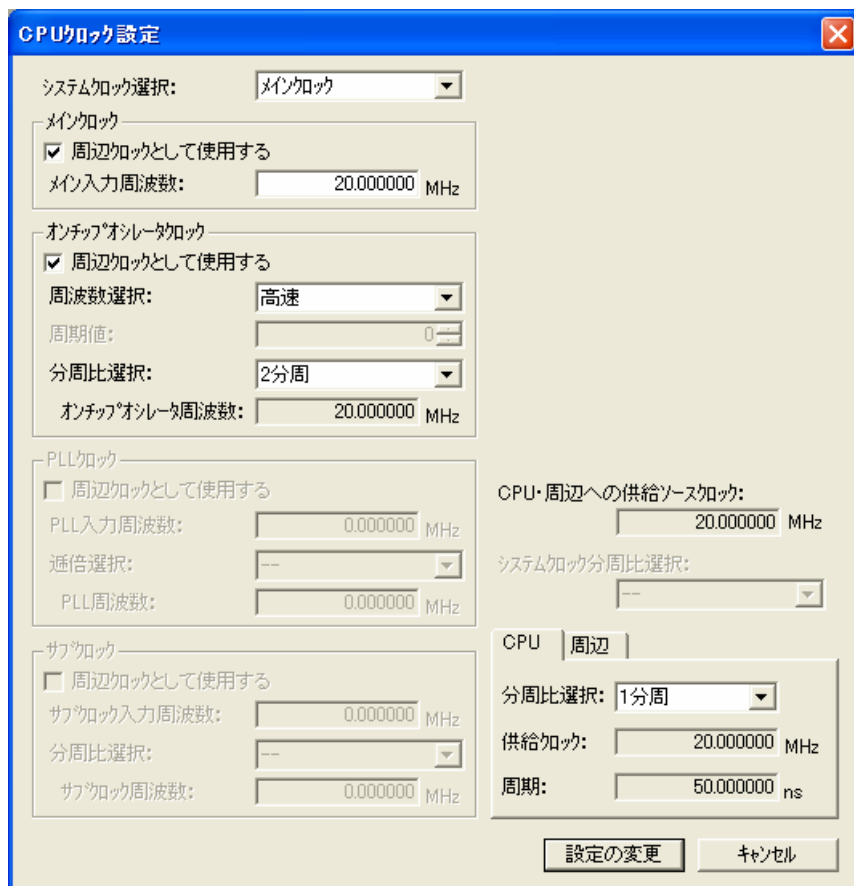 CPUｸﾛｯｸ設定
ｼｽﾃﾑｸﾛｯｸ選択: ﾒｲﾝｸﾛｯｸ
ﾒｲﾝｸﾛｯｸ
周辺ｸﾛｯｸとして使用する
ﾒｲﾝ入力周波数: 20.000000 MHz
ｵﾝﾁｯﾌﾟｵｼﾚｰﾀｸﾛｯｸ
周辺ｸﾛｯｸとして使用する
周波数選択: 高速
周期値: 0
分周比選択: 2分周
ｵﾝﾁｯﾌﾟｵｼﾚｰﾀ周波数: 20.000000 MHz
PLLｸﾛｯｸ
周辺ｸﾛｯｸとして使用する
PLL入力周波数: 0.000000 MHz
逓倍選択: --
PLL周波数: 0.000000 MHz
ｻﾌﾞｸﾛｯｸ
周辺ｸﾛｯｸとして使用する
ｻﾌﾞｸﾛｯｸ入力周波数: 0.000000 MHz
分周比選択: --
ｻﾌﾞｸﾛｯｸ周波数: 0.000000 MHz
CPU･周辺への供給ｿｰｽｸﾛｯｸ:
20.000000 MHz
ｼｽﾃﾑｸﾛｯｸ分周比選択:
--
CPU 周辺
分周比選択: 1分周
供給ｸﾛｯｸ: 20.000000 MHz
周期: 50.000000 ns
設定の変更 ｷｬﾝｾﾙ